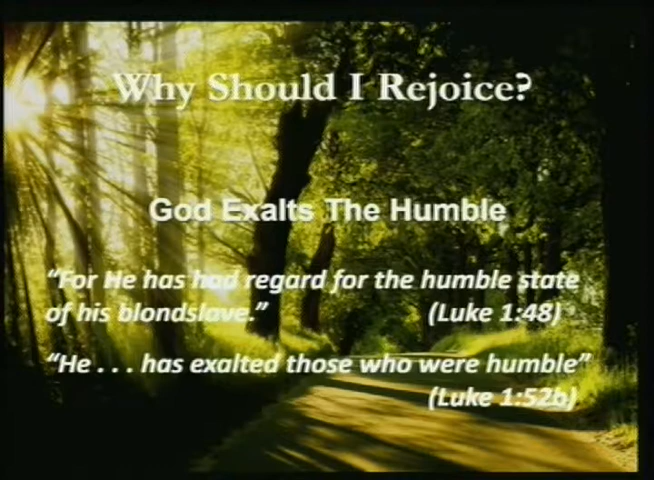 Why Should I Rejoice?
God Exalts The Humble
“For He has had regard for the humble state
of his blondslave.” (Luke 1:48)
“He . . . has exalted those who were humble”
(Luke 1:52b)